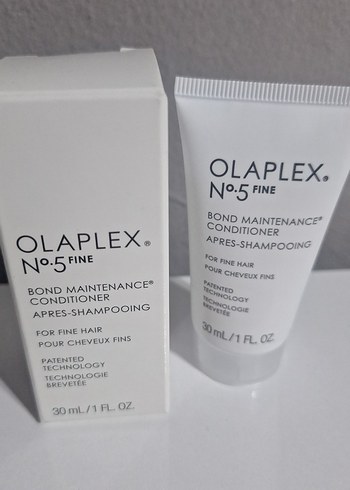 OLAPLEX®
Nº.5 FINE
BOND MAINTENANCE®
CONDITIONER
APRES-SHAMPOOING
FOR FINE HAIR
POUR CHEVEUX FINS
PATENTED
TECHNOLOGY
TECHNOLOGIE
BREVETÉE
30 mL/1 FL. OZ.
OLAPLEX®
Nº.5 FINE
BOND MAINTENANCE®
CONDITIONER
APRES-SHAMPOOING
FOR FINE HAIR
POUR CHEVEUX FINS
PATENTED
TECHNOLOGY
TECHNOLOGIE
BREVETÉE
30 mL/1 FL. OZ.